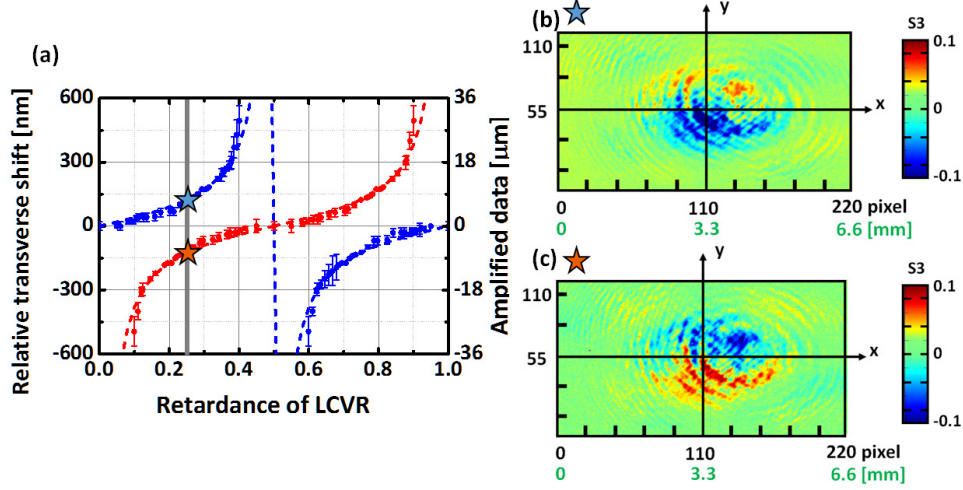 (a)
600
300
0
-300
-600
36
18
0
-18
-36
0.0 0.2 0.4 0.6 0.8 1.0
Relative transverse shift [nm]
Amplified data [µm]
Retardance of LCVR
(b)
y
x
110
55
0 110 220 pixel
0 3.3 6.6 [mm]
S3
0.1
0
-0.1
(c)
y
x
110
55
0 110 220 pixel
0 3.3 6.6 [mm]
S3
0.1
0
-0.1